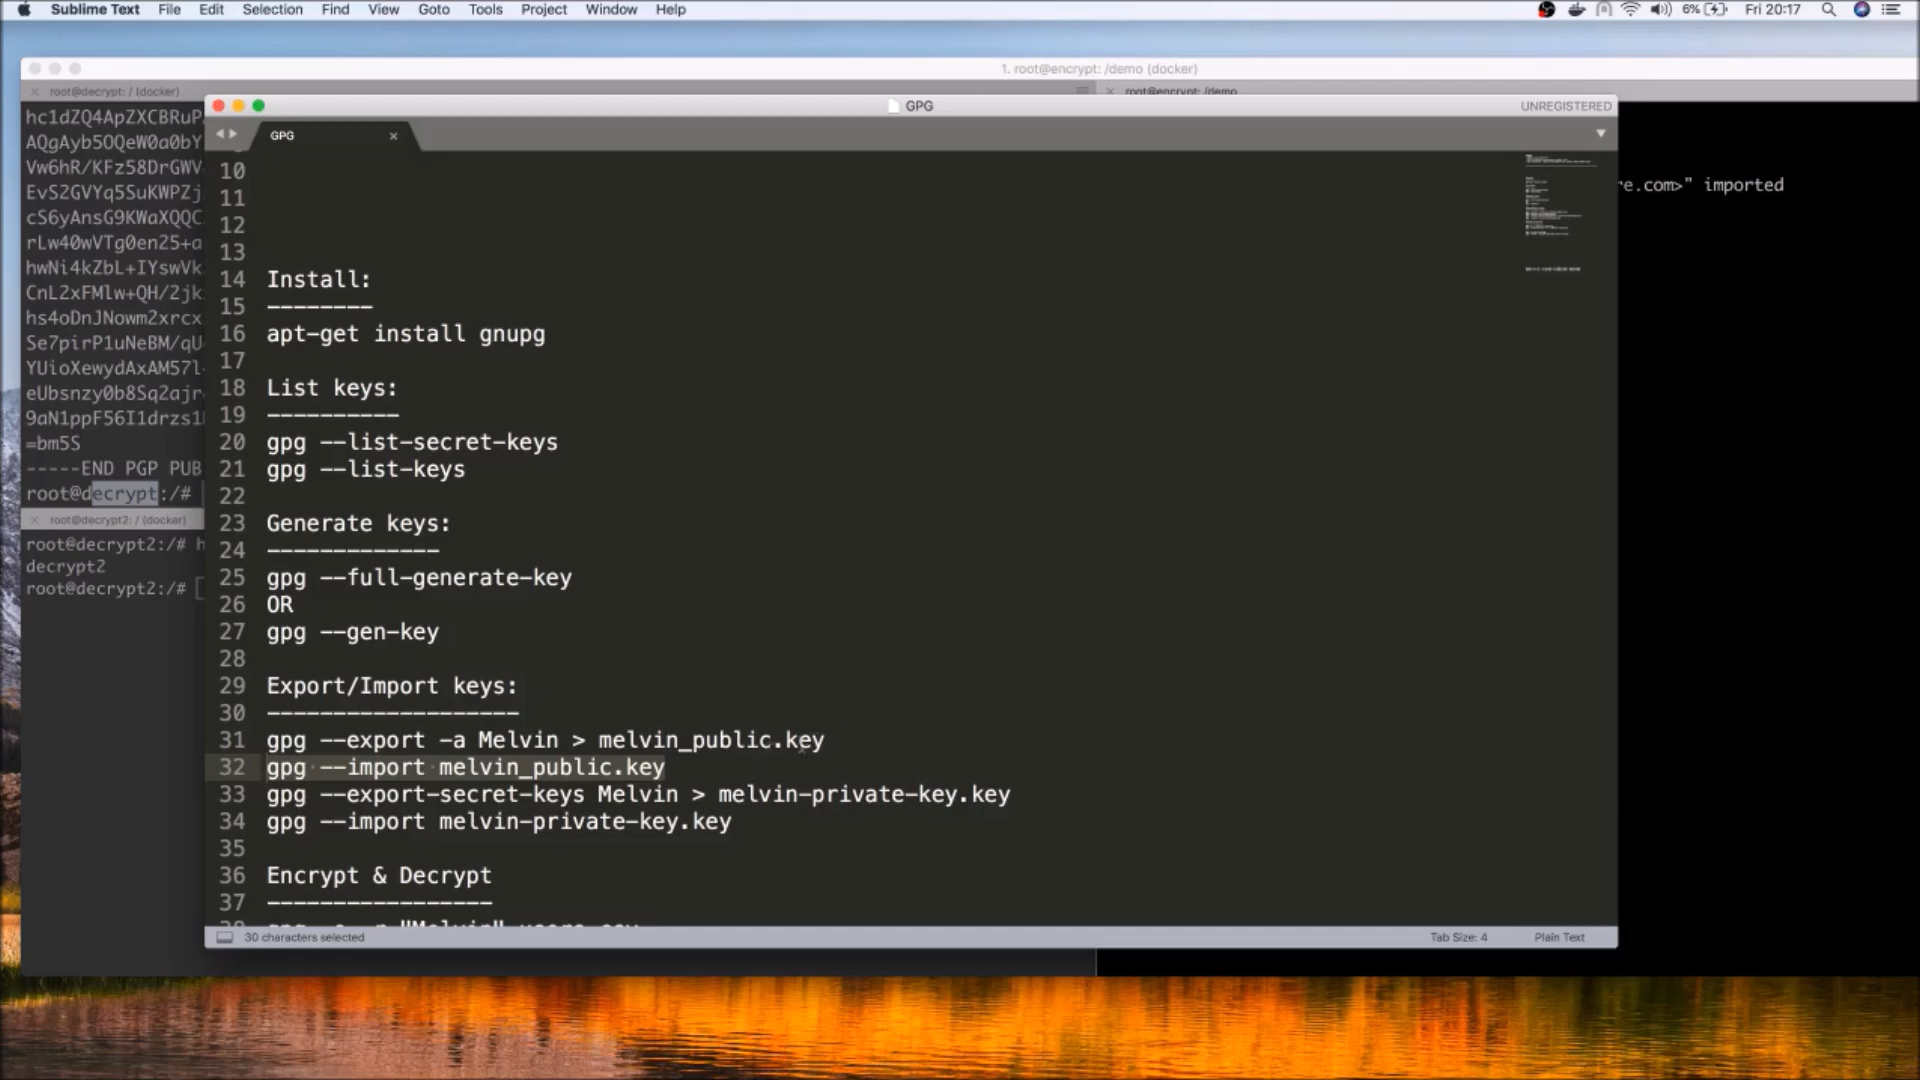 Sublime Text File Edit Selection Find View Goto Tools Project Window Help 6% Fri 20:17
1. root@encrypt: /demo (docker)
root@decrypt: / (docker)
root@encrypt: /demo
GPG
UNREGISTERED
GPG
hc1dZQ4ApZXCBRuP
AQgAyb5OQeW0a0bY
Vw6hR/KFz58DrGWV
EvS2GVYq5SuKWPZj
cS6yAnsG9KWaXQQC
rLw40wVTg0en25+a
hwNi4kZbL+IYswVk
CnL2xFMlw+QH/2jk
hs4oDnJNowm2xrcx
Se7pirP1uNeBM/qU
YUioXewydAxAM57l
eUbsnzy0b8Sq2ajr
9aN1ppF56I1drzs1
=bm5S
-----END PGP PUB
root@decrypt:/#
root@decrypt2: / (docker)
root@decrypt2:/# h
decrypt2
root@decrypt2:/#
10
11
12
13
14 Install:
15 --------
16 apt-get install gnupg
17
18 List keys:
19 ----------
20 gpg --list-secret-keys
21 gpg --list-keys
22
23 Generate keys:
24 -------------
25 gpg --full-generate-key
26 OR
27 gpg --gen-key
28
29 Export/Import keys:
30 -------------------
31 gpg --export -a Melvin > melvin_public.key
32 gpg --import melvin_public.key
33 gpg --export-secret-keys Melvin > melvin-private-key.key
34 gpg --import melvin-private-key.key
35
36 Encrypt & Decrypt
37 -----------------
re.com>" imported
30 characters selected
Tab Size: 4
Plain Text